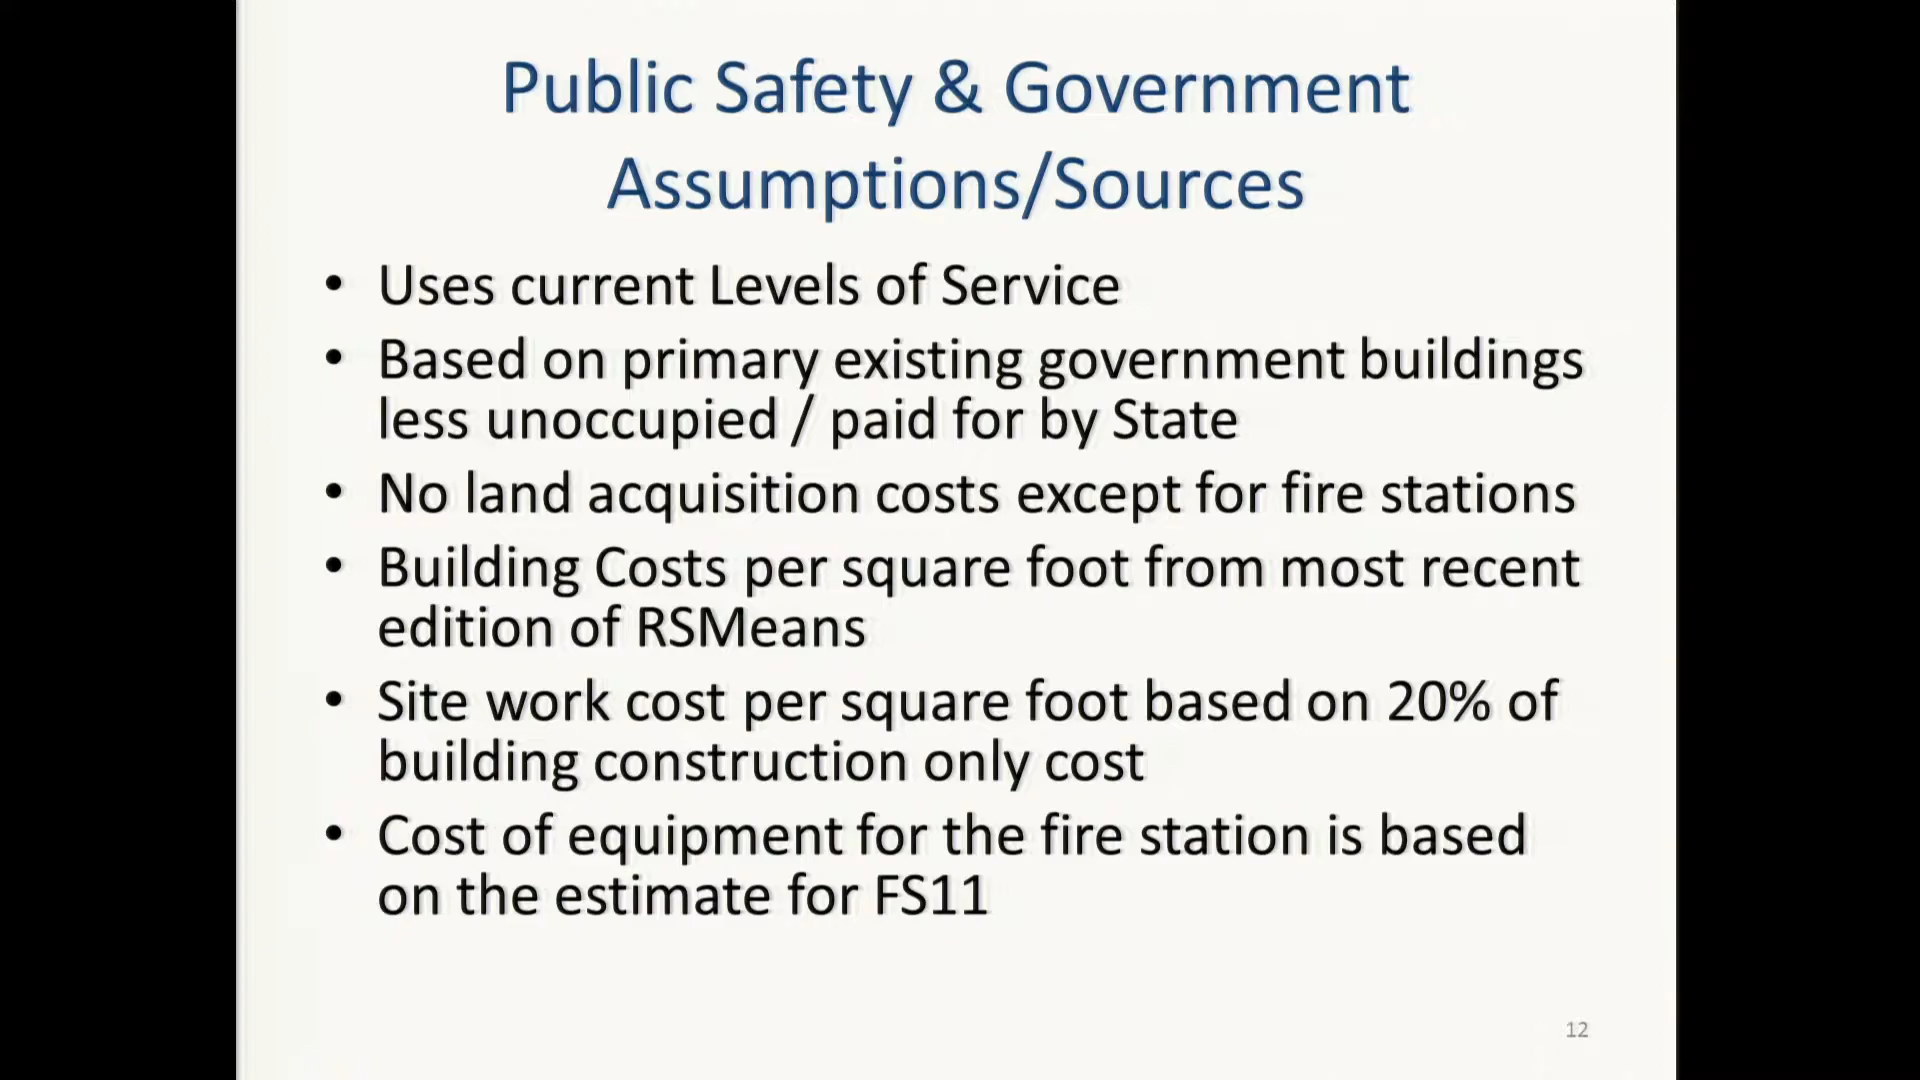 Public Safety & Government
Assumptions/Sources
• Uses current Levels of Service
• Based on primary existing government buildings
less unoccupied / paid for by State
• No land acquisition costs except for fire stations
• Building Costs per square foot from most recent
edition of RSMeans
• Site work cost per square foot based on 20% of
building construction only cost
• Cost of equipment for the fire station is based
on the estimate for FS11
12